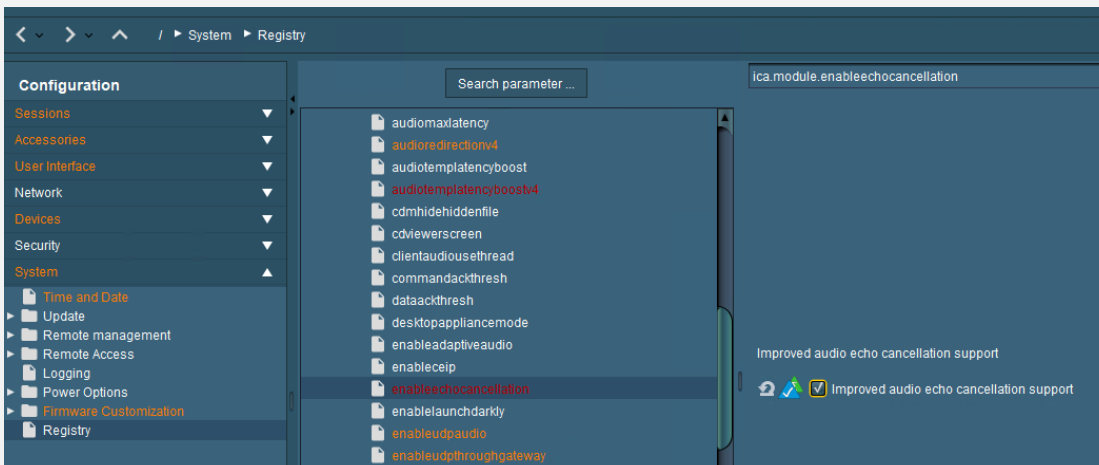 / System Registry
Configuration
Sessions
Accessories
User Interface
Network
Devices
Security
System
Time and Date
Update
Remote management
Remote Access
Logging
Power Options
Firmware Customization
Registry
Search parameter ...
audiomaxlatency
audioredirectionv4
audiotemplatencyboost
audiotemplatencyboostv4
cdmhidehiddenfile
cdviewerscreen
clientaudiousethread
commandackthresh
dataackthresh
desktopappliancemode
enableadaptiveaudio
enableceip
enableechocancellation
enablelaunchdarkly
enableudpaudio
enableudpthroughgateway
ica.module.enableechocancellation
Improved audio echo cancellation support
Improved audio echo cancellation support